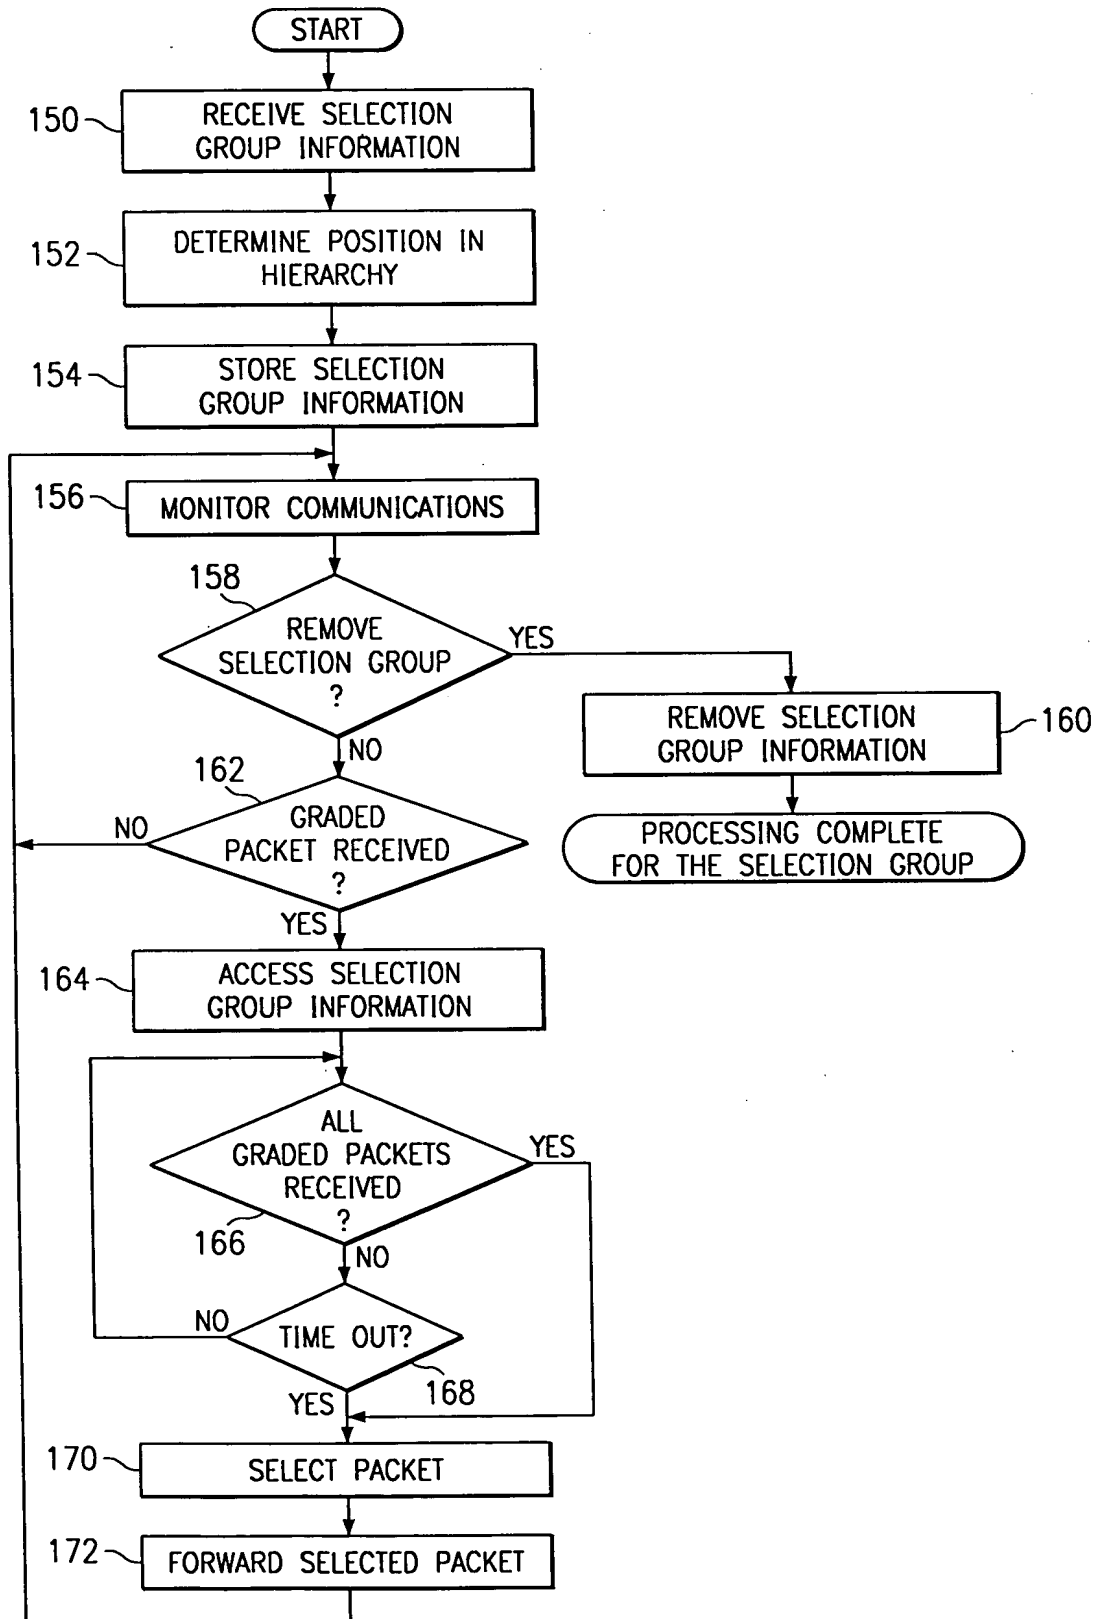 START
150
RECEIVE SELECTION
GROUP INFORMATION
152
DETERMINE POSITION IN
HIERARCHY
154
STORE SELECTION
GROUP INFORMATION
156
MONITOR COMMUNICATIONS
158
REMOVE
SELECTION GROUP
?
YES
NO
REMOVE SELECTION
GROUP INFORMATION
160
PROCESSING COMPLETE
FOR THE SELECTION GROUP
162
GRADED
PACKET RECEIVED
?
NO
YES
164
ACCESS SELECTION
GROUP INFORMATION
ALL
GRADED PACKETS
RECEIVED
?
YES
166
NO
TIME OUT?
NO
168
YES
170
SELECT PACKET
172
FORWARD SELECTED PACKET